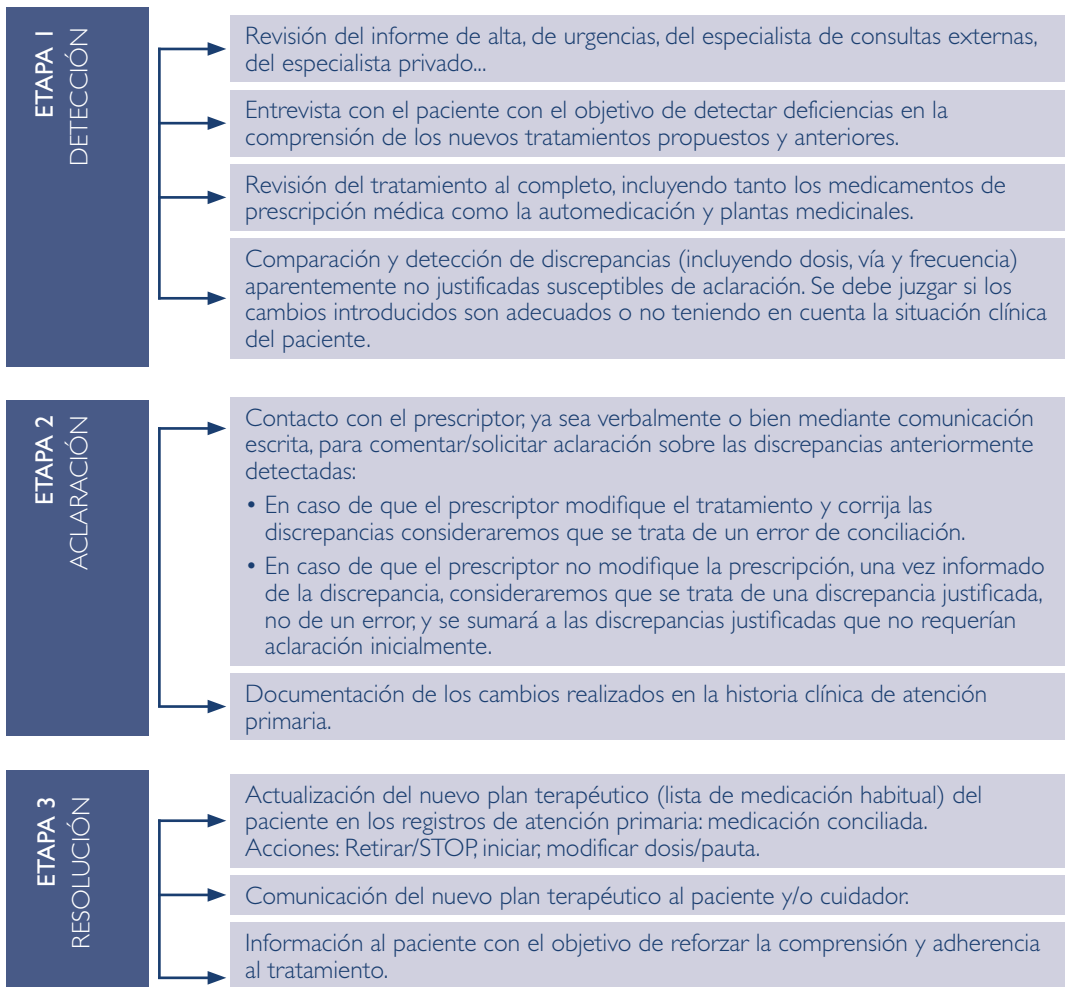 ETAPA 1
DETECCIÓN
Revisión del informe de alta, de urgencias, del especialista de consultas externas,
del especialista privado...
Entrevista con el paciente con el objetivo de detectar deficiencias en la
comprensión de los nuevos tratamientos propuestos y anteriores.
Revisión del tratamiento al completo, incluyendo tanto los medicamentos de
prescripción médica como la automedicación y plantas medicinales.
Comparación y detección de discrepancias (incluyendo dosis, vía y frecuencia)
aparentemente no justificadas susceptibles de aclaración. Se debe juzgar si los
cambios introducidos son adecuados o no teniendo en cuenta la situación clínica
del paciente.
ETAPA 2
ACLARACIÓN
Contacto con el prescriptor, ya sea verbalmente o bien mediante comunicación
escrita, para comentar/solicitar aclaración sobre las discrepancias anteriormente
detectadas:
• En caso de que el prescriptor modifique el tratamiento y corrija las
discrepancias consideraremos que se trata de un error de conciliación.
• En caso de que el prescriptor no modifique la prescripción, una vez informado
de la discrepancia, consideraremos que se trata de una discrepancia justificada,
no de un error, y se sumará a las discrepancias justificadas que no requerían
aclaración inicialmente.
Documentación de los cambios realizados en la historia clínica de atención
primaria.
ETAPA 3
RESOLUCIÓN
Actualización del nuevo plan terapéutico (lista de medicación habitual) del
paciente en los registros de atención primaria: medicación conciliada.
Acciones: Retirar/STOP, iniciar, modificar dosis/pauta.
Comunicación del nuevo plan terapéutico al paciente y/o cuidador.
Información al paciente con el objetivo de reforzar la comprensión y adherencia
al tratamiento.